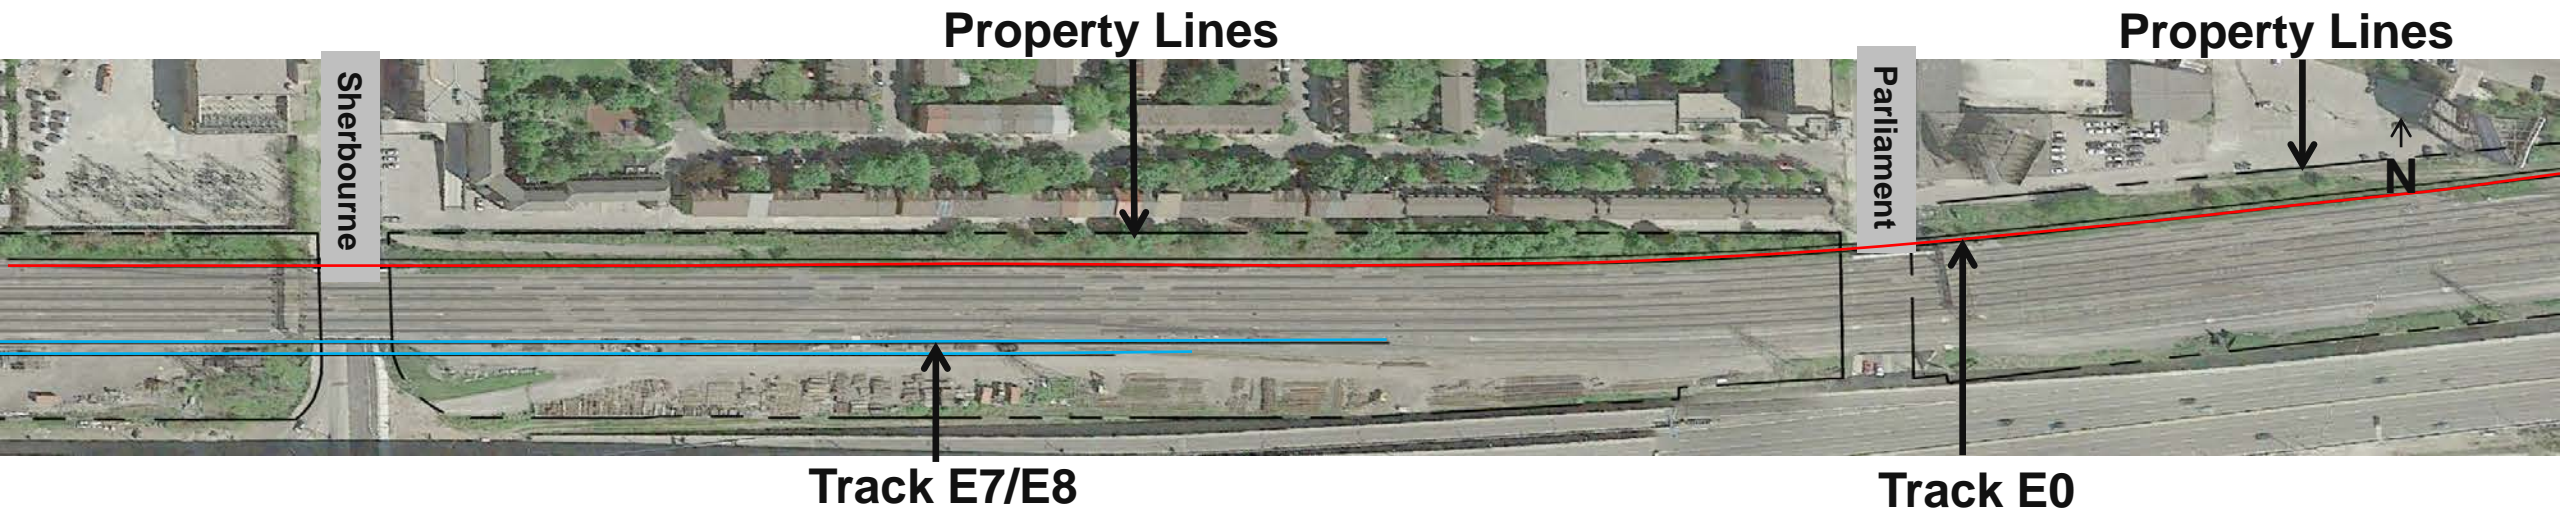 Property Lines
Property Lines
Sherbourne
Parliament
N
Track E7/E8
Track E0